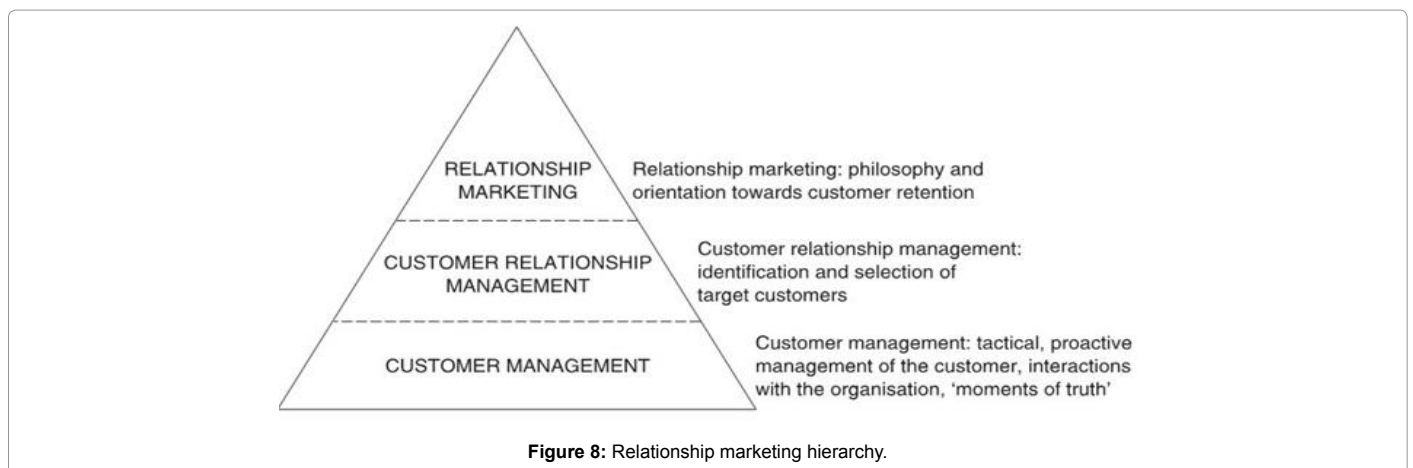 RELATIONSHIP
MARKETING
Relationship marketing: philosophy and
orientation towards customer retention
CUSTOMER RELATIONSHIP
MANAGEMENT
Customer relationship management:
identification and selection of
target customers
CUSTOMER MANAGEMENT
Customer management: tactical, proactive
management of the customer, interactions
with the organisation, ‘moments of truth’
Figure 8: Relationship marketing hierarchy.